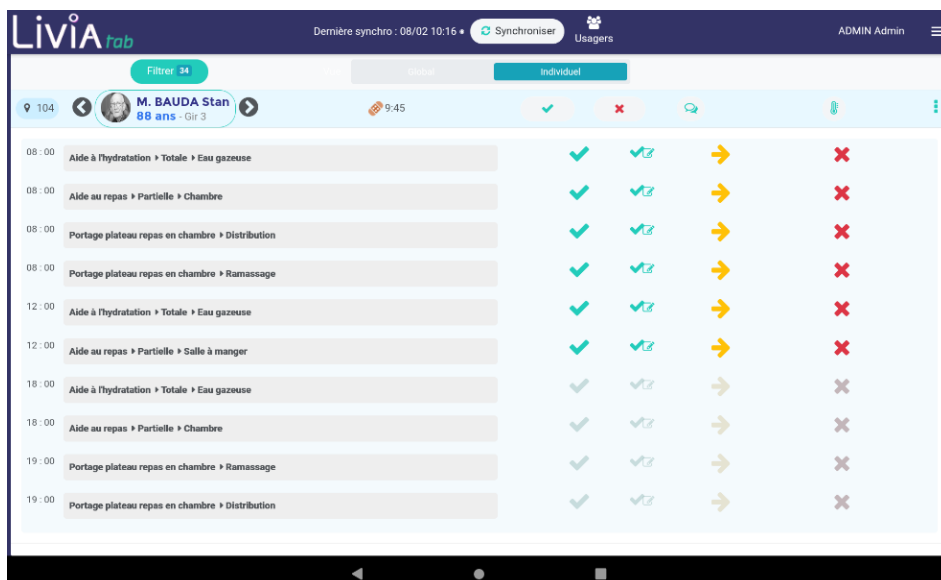 LiViA tab
Dernière synchro : 08/02 10:16 • Synchroniser Usagers ADMIN Admin
Filtrer 34 Global Individuel
104 M. BAUDA Stan 9:45
88 ans - Gir 3
08 : 00 Aide à l'hydratation Totale Eau gazeuse
08 : 00 Aide au repas Partielle Chambre
08 : 00 Portage plateau repas en chambre Distribution
08 : 00 Portage plateau repas en chambre Ramassage
12 : 00 Aide à l'hydratation Totale Eau gazeuse
12 : 00 Aide au repas Partielle Salle à manger
18 : 00 Aide à l'hydratation Totale Eau gazeuse
18 : 00 Aide au repas Partielle Chambre
19 : 00 Portage plateau repas en chambre Ramassage
19 : 00 Portage plateau repas en chambre Distribution